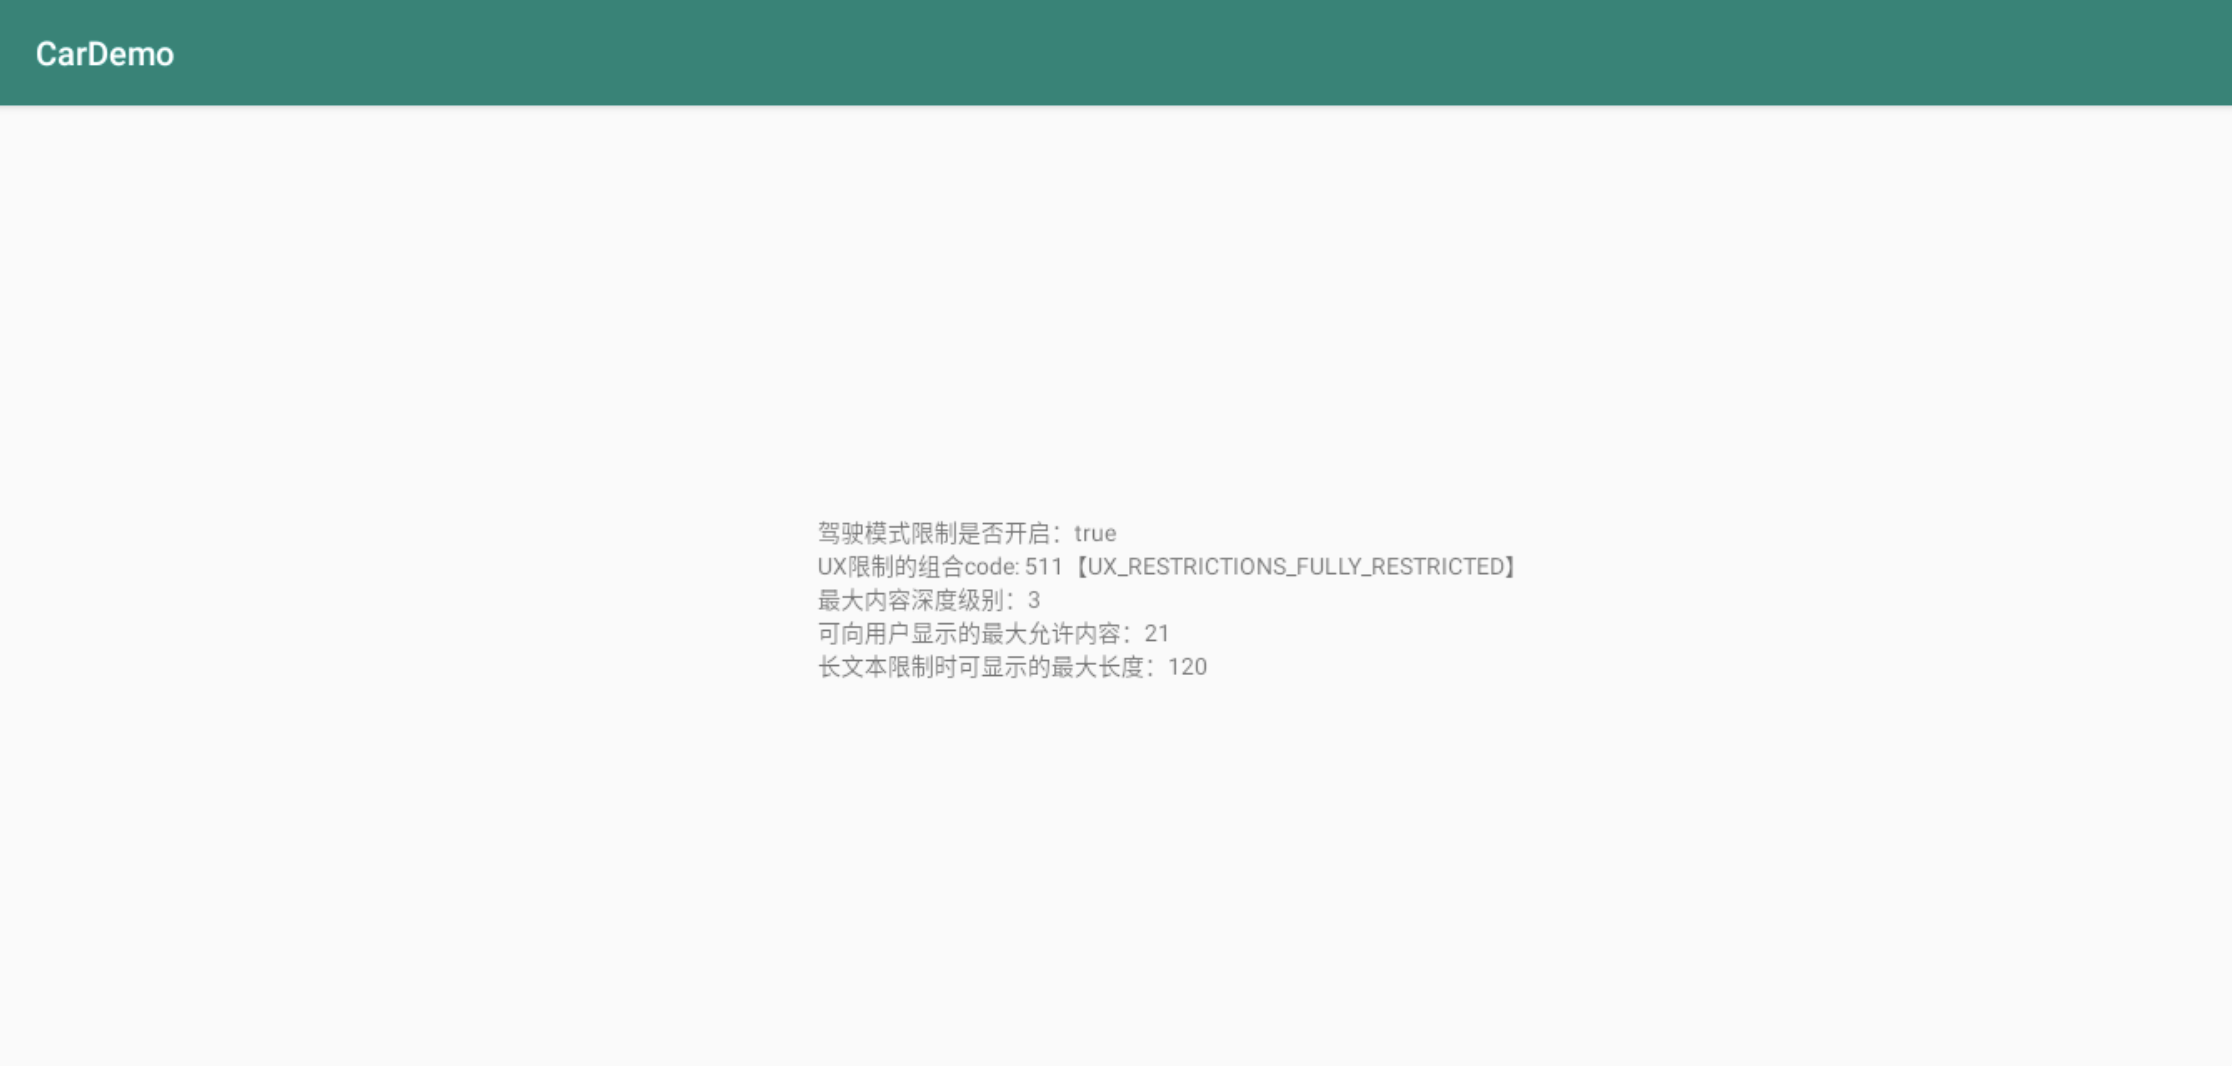 CarDemo
驾驶模式限制是否开启：true
UX限制的组合code: 511【UX_RESTRICTIONS_FULLY_RESTRICTED】
最大内容深度级别：3
可向用户显示的最大允许内容：21
长文本限制时可显示的最大长度：120